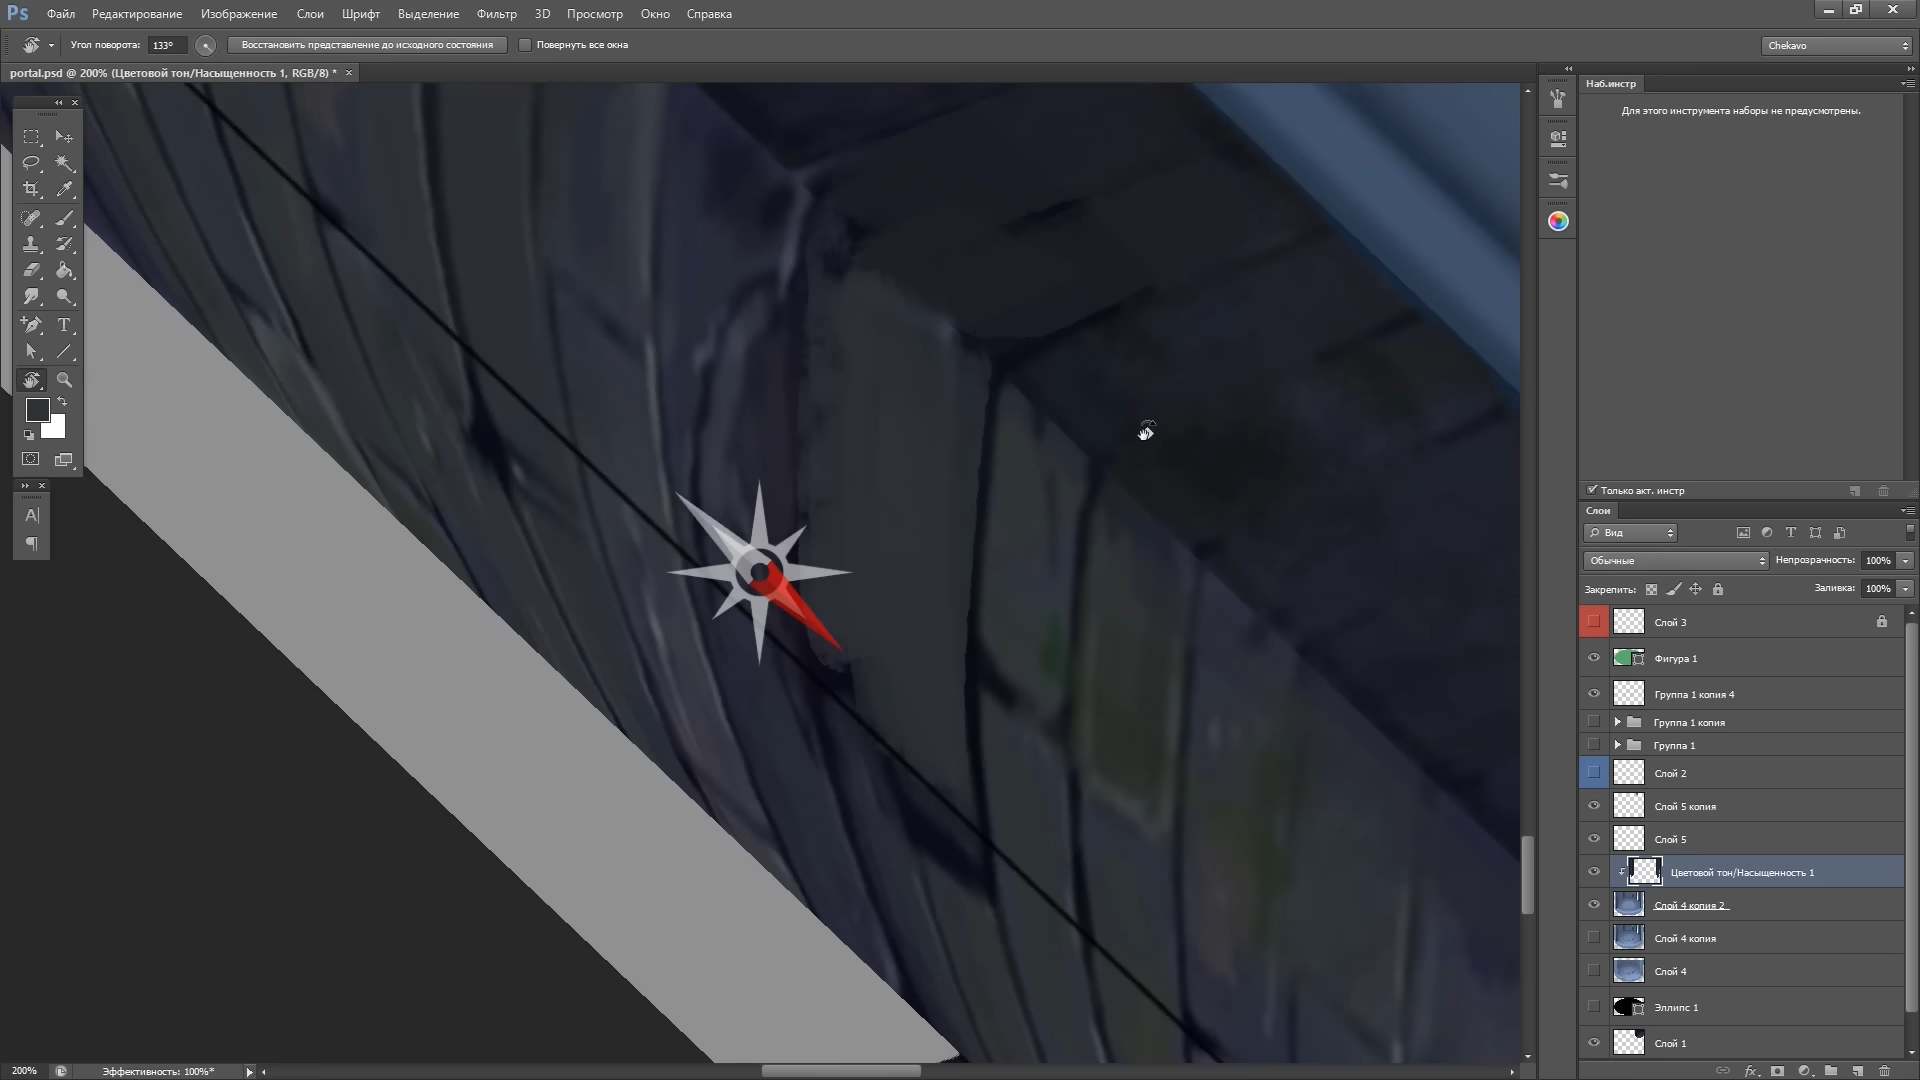 Ps Файл Редактирование Изображение Слои Шрифт Выделение Фильтр 3D Просмотр Окно Справка
Угол поворота: 133° Восстановить представление до исходного состояния Повернуть все окна Chekavo
portal.psd @ 200% (Цветовой тон/Насыщенность 1, RGB/8) *
Наб.инстр
Для этого инструмента наборы не предусмотрены.
Только акт. инстр
Слои
Вид
Обычные Непрозрачность: 100%
Закрепить: Заливка: 100%
Слой 3
Фигура 1
Группа 1 копия 4
Группа 1 копия
Группа 1
Слой 2
Слой 5 копия
Слой 5
Цветовой тон/Насыщенность 1
Слой 4 копия 2
Слой 4 копия
Слой 4
Эллипс 1
Слой 1
200% Эффективность: 100%*